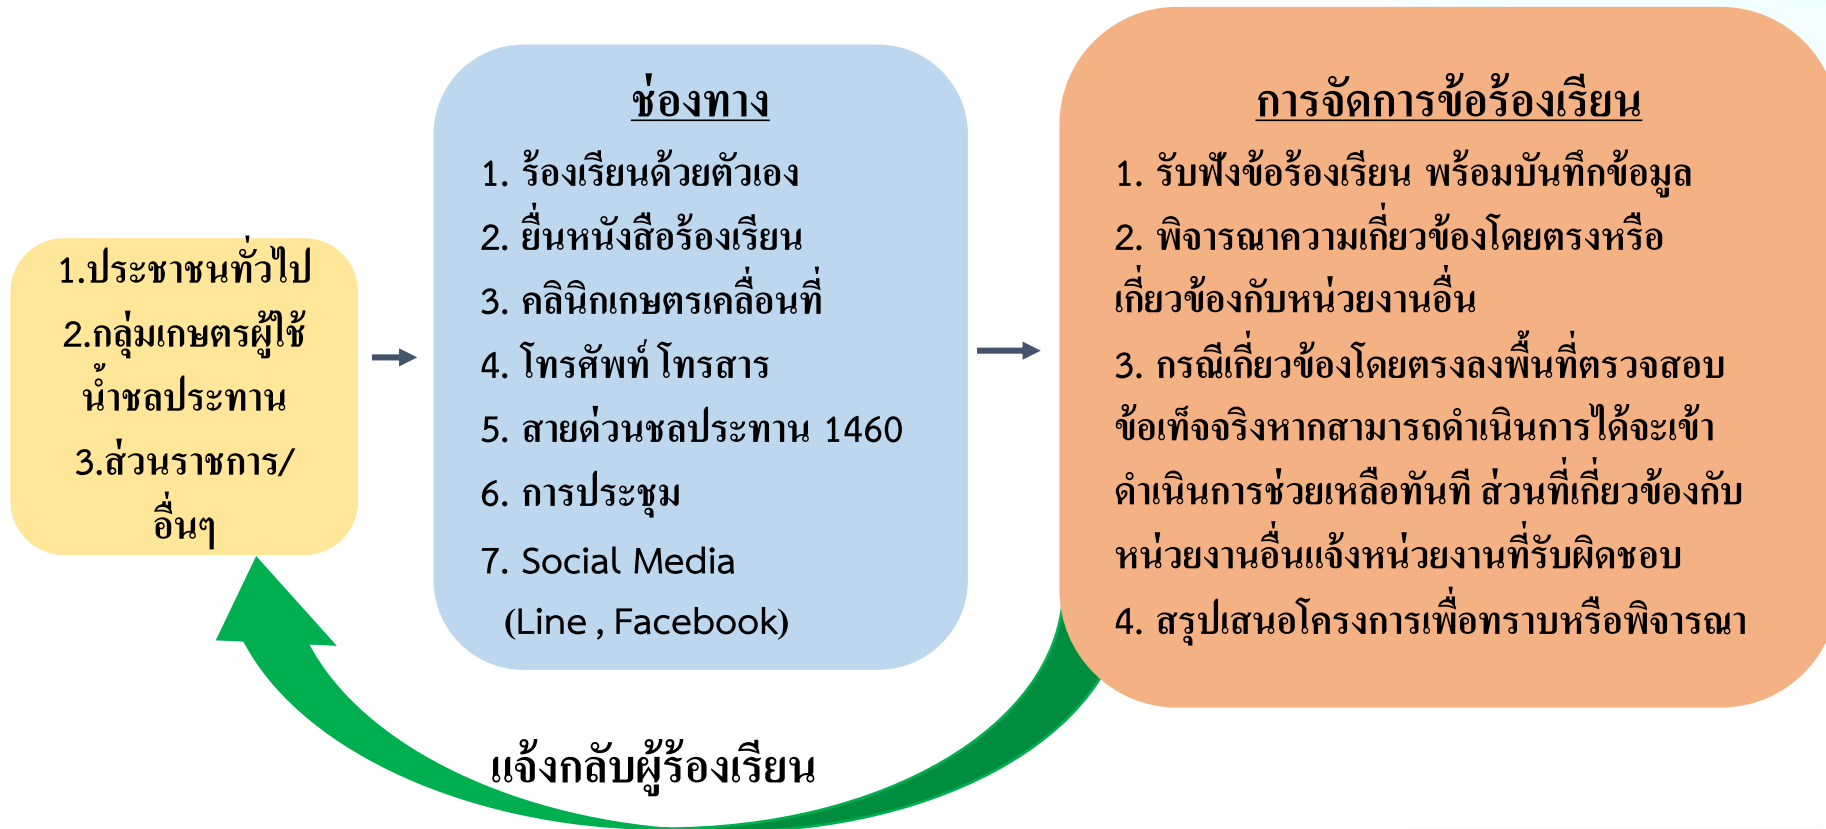 1.ประชาชนทั่วไป
2.กลุ่มเกษตรผู้ใช้
น้ำชลประทาน
3.ส่วนราชการ/
อื่นๆ
ช่องทาง
1. ร้องเรียนด้วยตัวเอง
2. ยื่นหนังสือร้องเรียน
3. คลินิกเกษตรเคลื่อนที่
4. โทรศัพท์ โทรสาร
5. สายด่วนชลประทาน 1460
6. การประชุม
7. Social Media
(Line , Facebook)
การจัดการข้อร้องเรียน
1. รับฟังข้อร้องเรียน พร้อมบันทึกข้อมูล
2. พิจารณาความเกี่ยวข้องโดยตรงหรือ
เกี่ยวข้องกับหน่วยงานอื่น
3. กรณีเกี่ยวข้องโดยตรงลงพื้นที่ตรวจสอบ
ข้อเท็จจริงหากสามารถดำเนินการได้จะเข้า
ดำเนินการช่วยเหลือทันที ส่วนที่เกี่ยวข้องกับ
หน่วยงานอื่นแจ้งหน่วยงานที่รับผิดชอบ
4. สรุปเสนอโครงการเพื่อทราบหรือพิจารณา
แจ้งกลับผู้ร้องเรียน